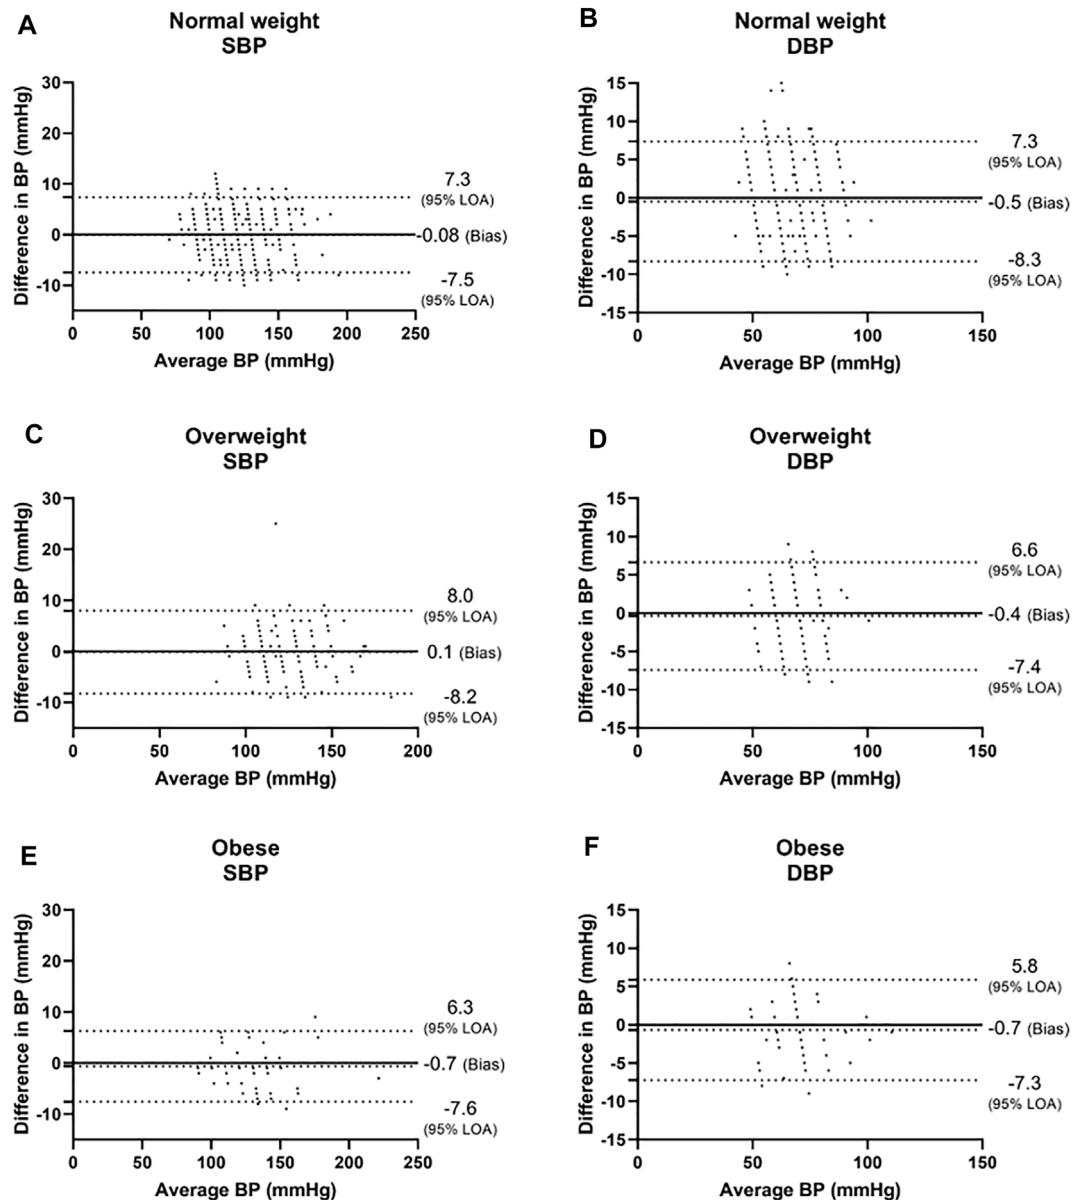 A
Normal weight
SBP
Difference in BP (mmHg)
30
20
10
0
-10
7.3
(95% LOA)
-0.08 (Bias)
-7.5
(95% LOA)
0
50
100
150
200
250
Average BP (mmHg)
B
Normal weight
DBP
Difference in BP (mmHg)
15
10
5
0
-5
-10
-15
7.3
(95% LOA)
-0.5 (Bias)
-8.3
(95% LOA)
50
100
150
Average BP (mmHg)
C
Overweight
SBP
Difference in BP (mmHg)
30
20
10
0
-10
8.0
(95% LOA)
0.1 (Bias)
-8.2
(95% LOA)
0
50
100
150
200
Average BP (mmHg)
D
Overweight
DBP
Difference in BP (mmHg)
15
10
5
0
-5
-10
-15
6.6
(95% LOA)
-0.4 (Bias)
-7.4
(95% LOA)
50
100
150
Average BP (mmHg)
E
Obese
SBP
Difference in BP (mmHg)
30
20
10
0
-10
6.3
(95% LOA)
-0.7 (Bias)
-7.6
(95% LOA)
0
50
100
150
200
250
Average BP (mmHg)
F
Obese
DBP
Difference in BP (mmHg)
15
10
5
0
-5
-10
-15
5.8
(95% LOA)
-0.7 (Bias)
-7.3
(95% LOA)
50
100
150
Average BP (mmHg)